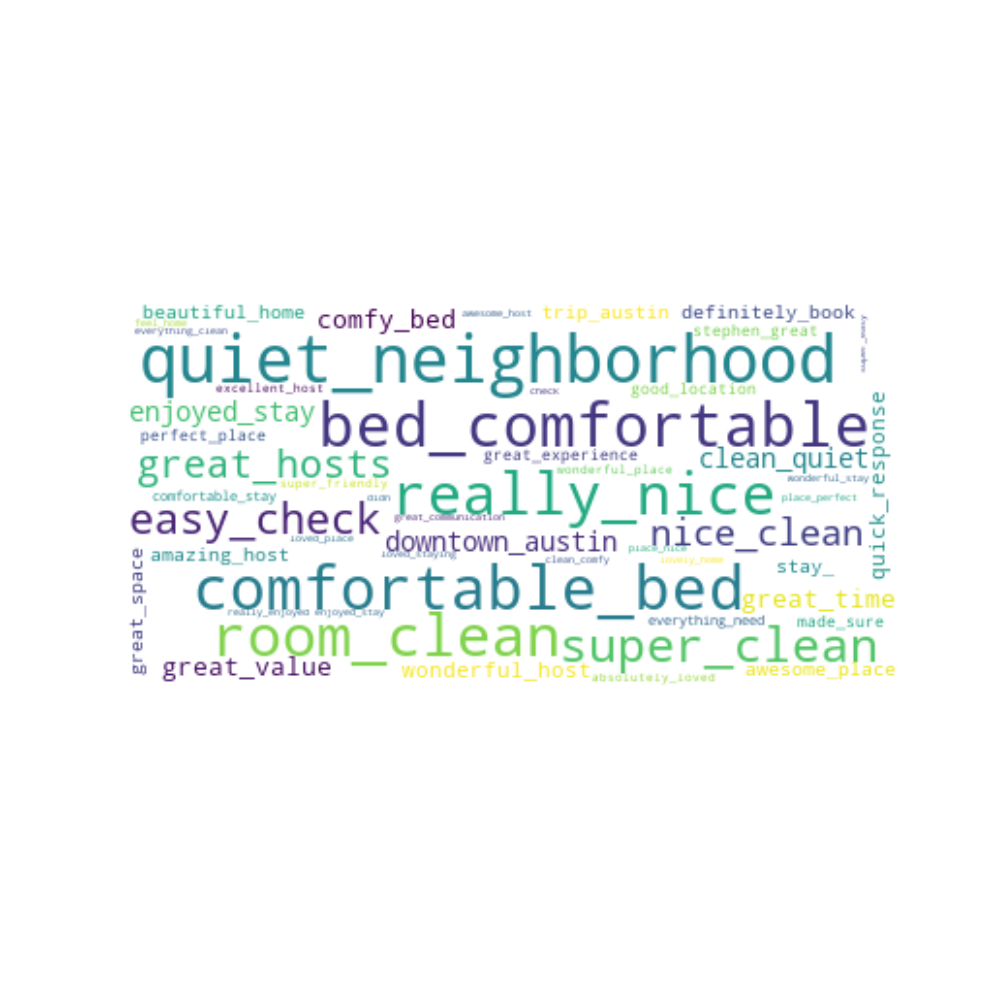 beautiful_home
comfy_bed
awesome_host
trip_austin
definitely_book
feel_home
everything_clean
stephen_great
quiet_neighborhood
excellent_host
check
good_location
enjoyed_stay
bed_comfortable
quick_response
perfect_place
great_experience
clean_quiet
great_hosts
wonderful_place
wonderful_stay
super_friendly
really_nice
comfortable_stay
place_perfect
easy_check
great_communication
nice_clean
loved_place
downtown_austin
place_nice
amazing_host
loved_staying
clean_comfy
lovely_home
stay_
great_space
comfortable_bed
great_time
really_enjoyed
enjoyed_stay
everything_need
made_sure
room_clean
super_clean
great_value
wonderful_host
absolutely_loved
awesome_place